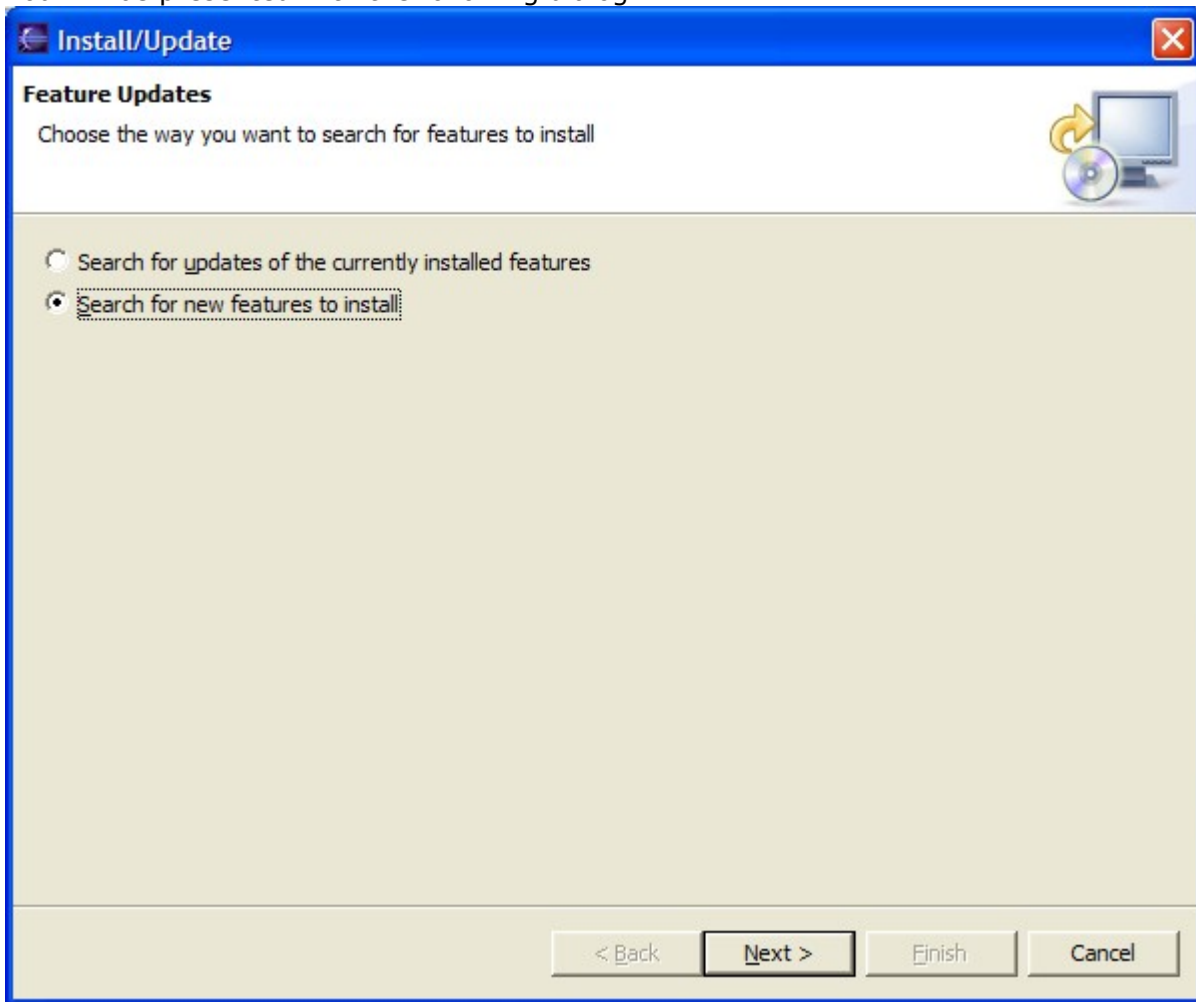 Install/Update
Feature Updates
Choose the way you want to search for features to install
Search for updates of the currently installed features
Search for new features to install
< Back Next > Finish Cancel